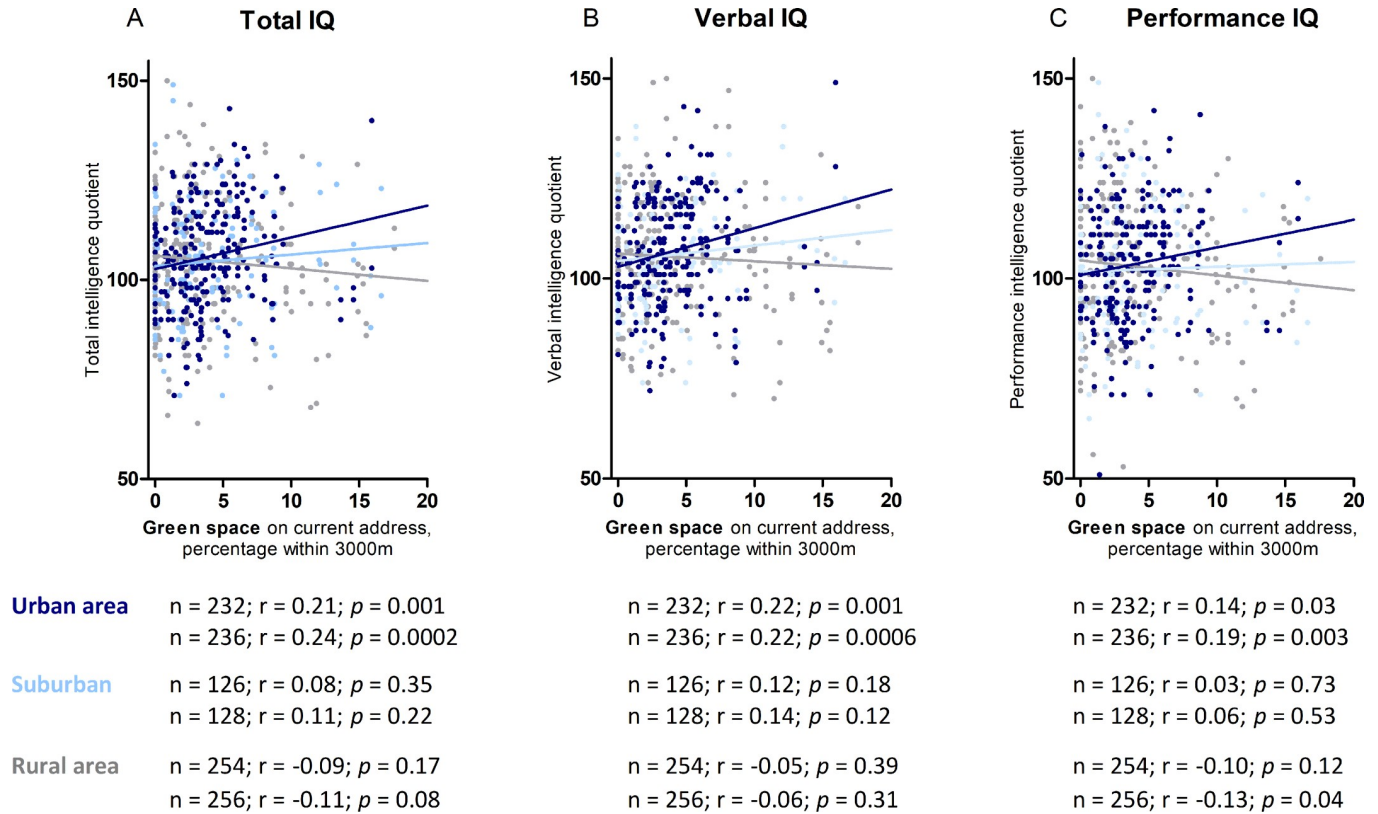 A Total IQ
Total intelligence quotient
150
100
50
0 5 10 15 20
Green space on current address,
percentage within 3000m
B Verbal IQ
Verbal intelligence quotient
150
100
50
0 5 10 15 20
Green space on current address,
percentage within 3000m
C Performance IQ
Performance intelligence quotient
150
100
50
0 5 10 15 20
Green space on current address,
percentage within 3000m
Urban area n = 232; r = 0.21; p = 0.001 n = 232; r = 0.22; p = 0.001 n = 232; r = 0.14; p = 0.03
n = 236; r = 0.24; p = 0.0002 n = 236; r = 0.22; p = 0.0006 n = 236; r = 0.19; p = 0.003
Suburban n = 126; r = 0.08; p = 0.35 n = 126; r = 0.12; p = 0.18 n = 126; r = 0.03; p = 0.73
n = 128; r = 0.11; p = 0.22 n = 128; r = 0.14; p = 0.12 n = 128; r = 0.06; p = 0.53
Rural area n = 254; r = -0.09; p = 0.17 n = 254; r = -0.05; p = 0.39 n = 254; r = -0.10; p = 0.12
n = 256; r = -0.11; p = 0.08 n = 256; r = -0.06; p = 0.31 n = 256; r = -0.13; p = 0.04